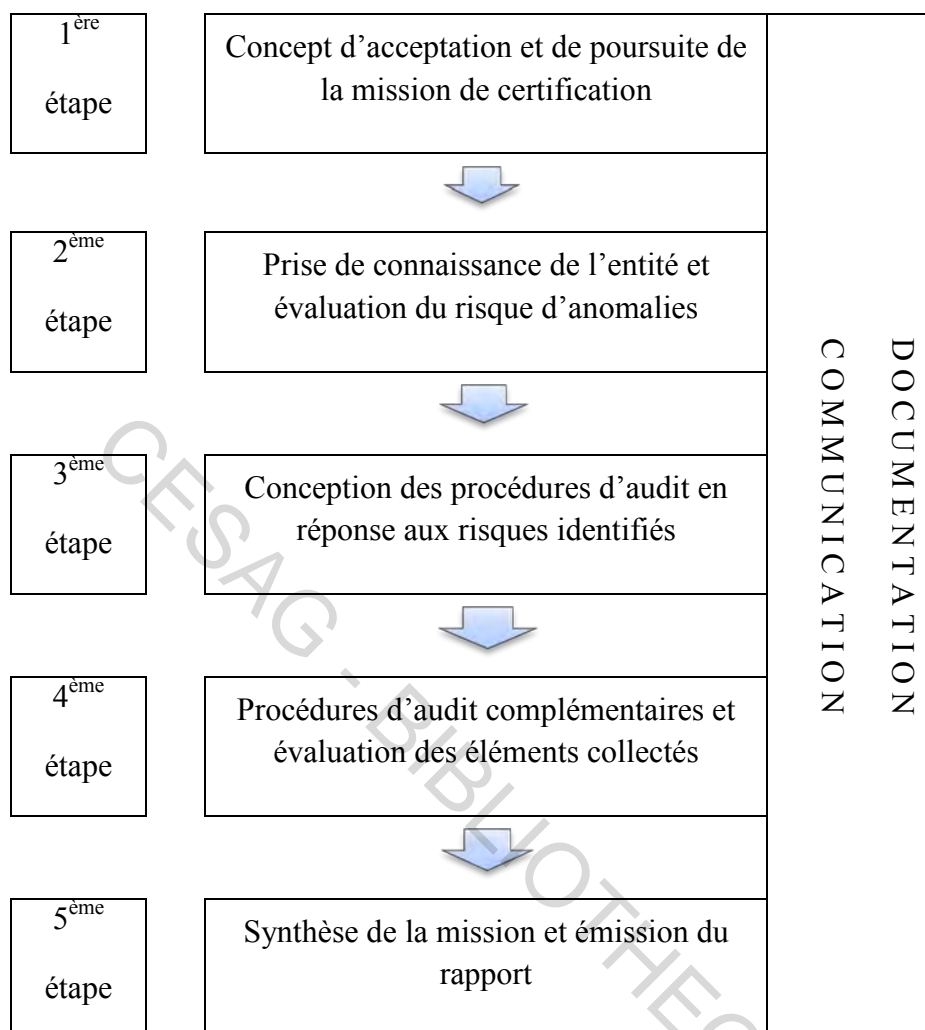 1ère
étape
Concept d’acceptation et de poursuite de
la mission de certification
2ème
étape
Prise de connaissance de l’entité et
évaluation du risque d’anomalies
3ème
étape
Conception des procédures d’audit en
réponse aux risques identifiés
4ème
étape
Procédures d’audit complémentaires et
évaluation des éléments collectés
5ème
étape
Synthèse de la mission et émission du
rapport
DOCUMENTATION
COMMUNICATION
CESAG - BIBLIOTHEQ